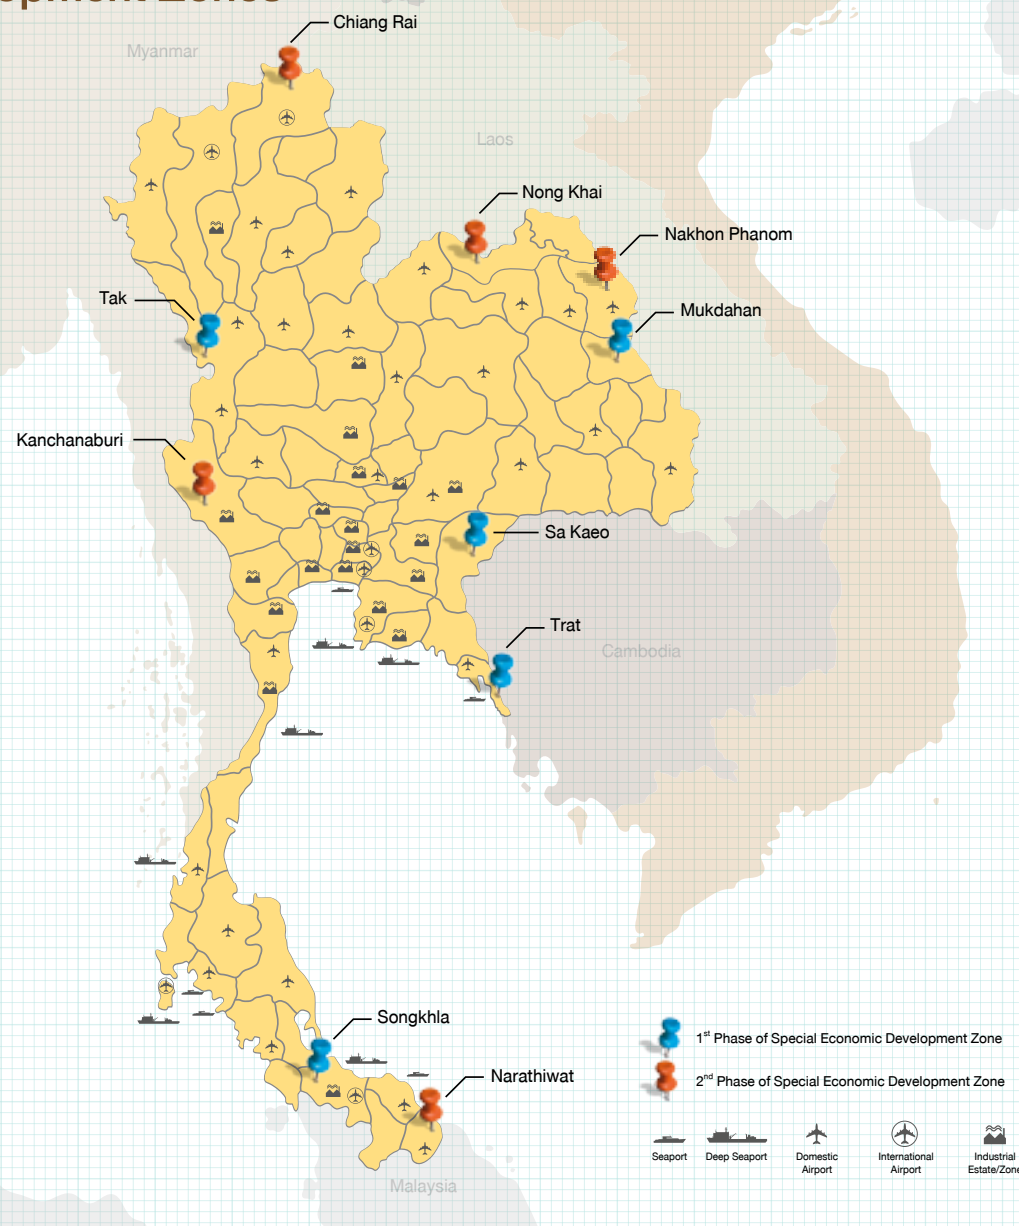 opment Zones
Chiang Rai
Myanmar
Laos
Nong Khai
Nakhon Phanom
Tak
Mukdahan
Kanchanaburi
Sa Kaeo
Trat
Cambodia
Songkhla
1st Phase of Special Economic Development Zone
Narathiwat
2nd Phase of Special Economic Development Zone
Seaport
Deep Seaport
Domestic
Airport
International
Airport
Industrial
Estate/Zone
Malaysia